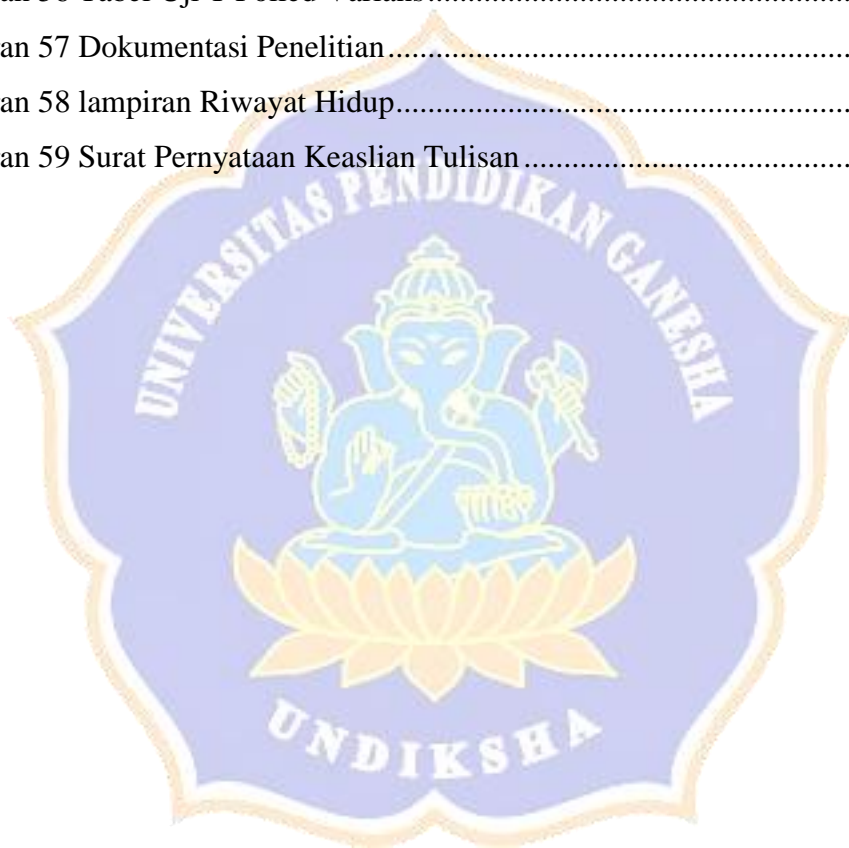 an 56 Tabel Uji-T Polled Varians........................................................
an 57 Dokumentasi Penelitian............................................................
an 58 lampiran Riwayat Hidup...........................................................
an 59 Surat Pernyataan Keaslian Tulisan..........................................
UNIVERSITAS PENDIDIKAN GANESHA
UNDIKSHA